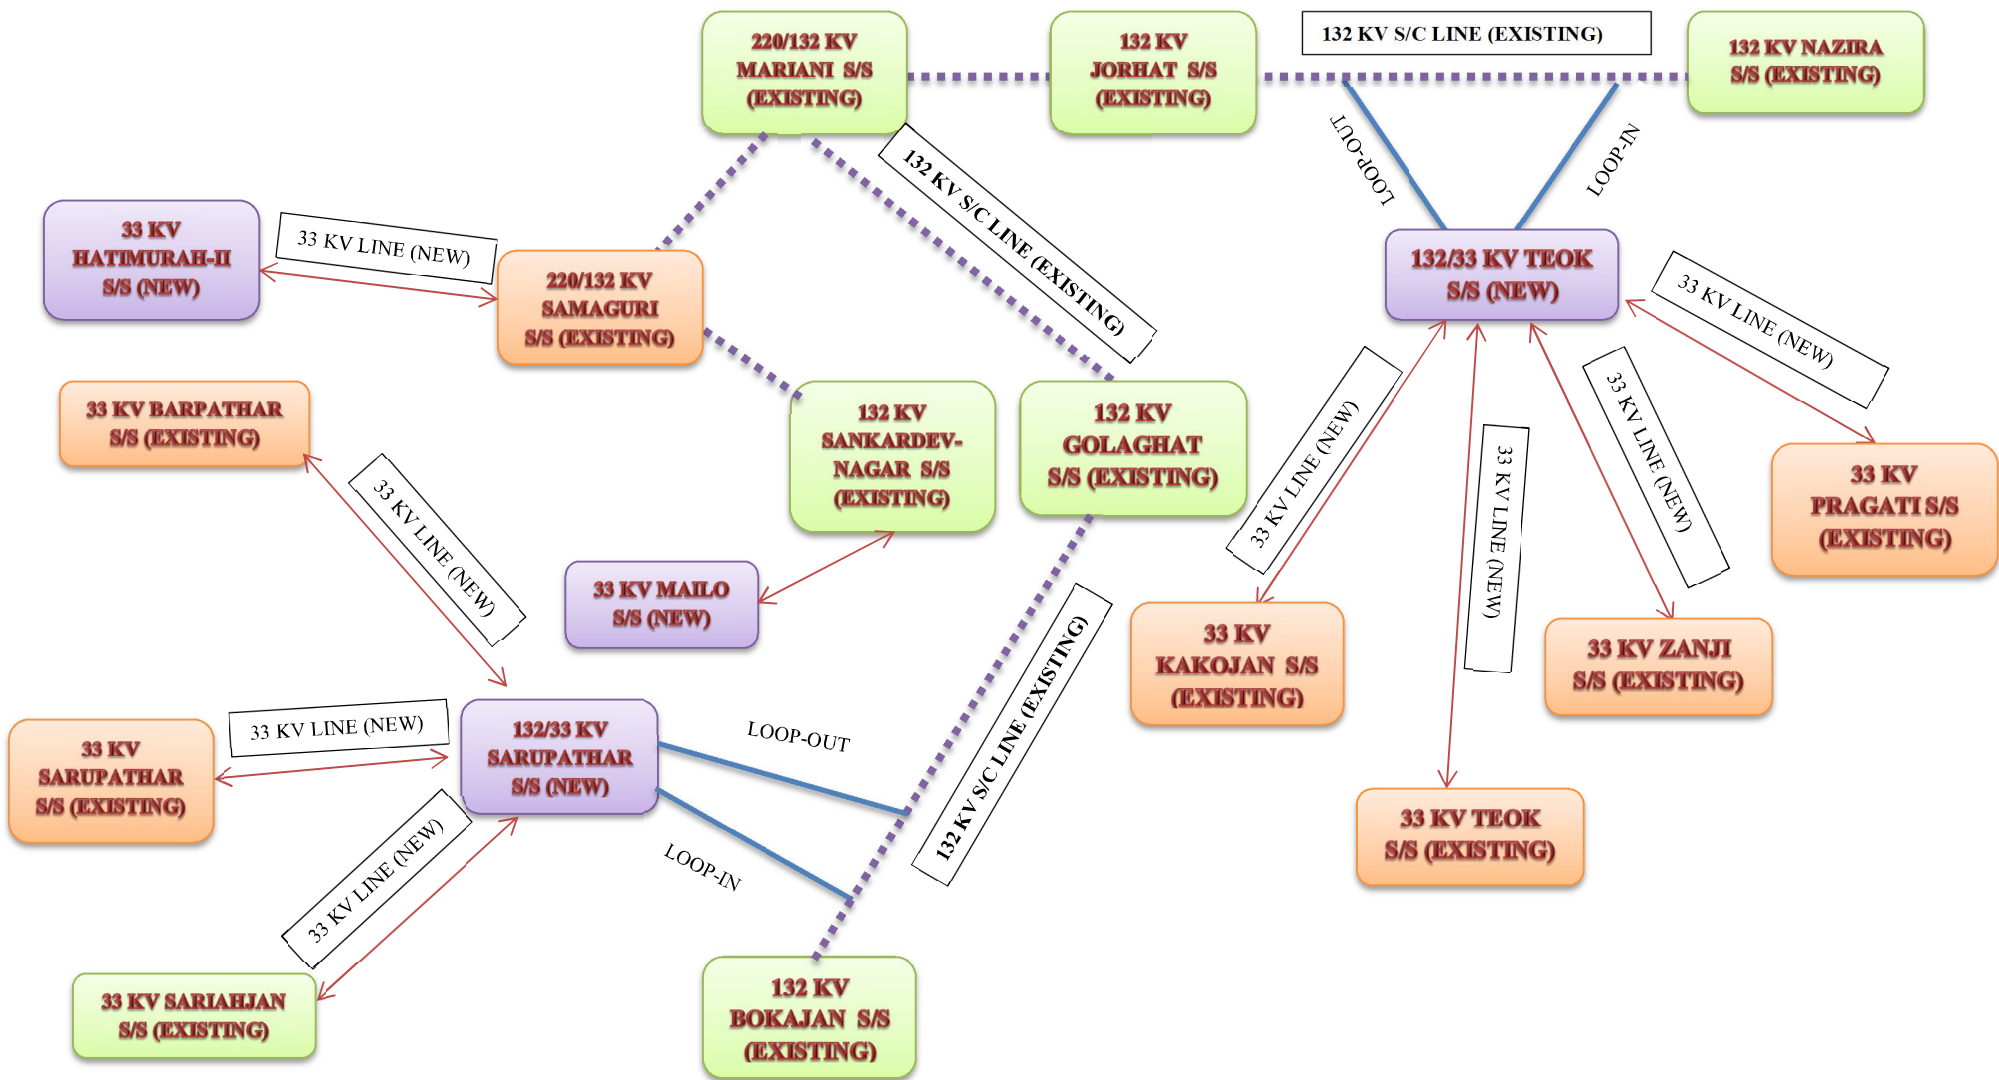 220/132 KV
MARIANI S/S
(EXISTING)
132 KV
JORHAT S/S
(EXISTING)
132 KV S/C LINE (EXISTING)
132 KV NAZIRA
S/S (EXISTING)
LOOP-OUT
LOOP-IN
132 KV S/C LINE (EXISTING)
33 KV
HATIMURAH-II
S/S (NEW)
33 KV LINE (NEW)
220/132 KV
SAMAGURI
S/S (EXISTING)
132/33 KV TEOK
S/S (NEW)
33 KV LINE (NEW)
33 KV LINE (NEW)
33 KV LINE (NEW)
33 KV LINE (NEW)
33 KV BARPATHAR
S/S (EXISTING)
132 KV
SANKARDEV-
NAGAR S/S
(EXISTING)
132 KV
GOLAGHAT
S/S (EXISTING)
33 KV
PRAGATI S/S
(EXISTING)
33 KV LINE (NEW)
33 KV MAILO
S/S (NEW)
132 KV S/C LINE (EXISTING)
33 KV
KAKOJAN S/S
(EXISTING)
33 KV ZANJI
S/S (EXISTING)
33 KV LINE (NEW)
33 KV
SARUPATHAR
S/S (EXISTING)
132/33 KV
SARUPATHAR
S/S (NEW)
LOOP-OUT
LOOP-IN
33 KV TEOK
S/S (EXISTING)
33 KV LINE (NEW)
33 KV SARIAHJAN
S/S (EXISTING)
132 KV
BOKAJAN S/S
(EXISTING)